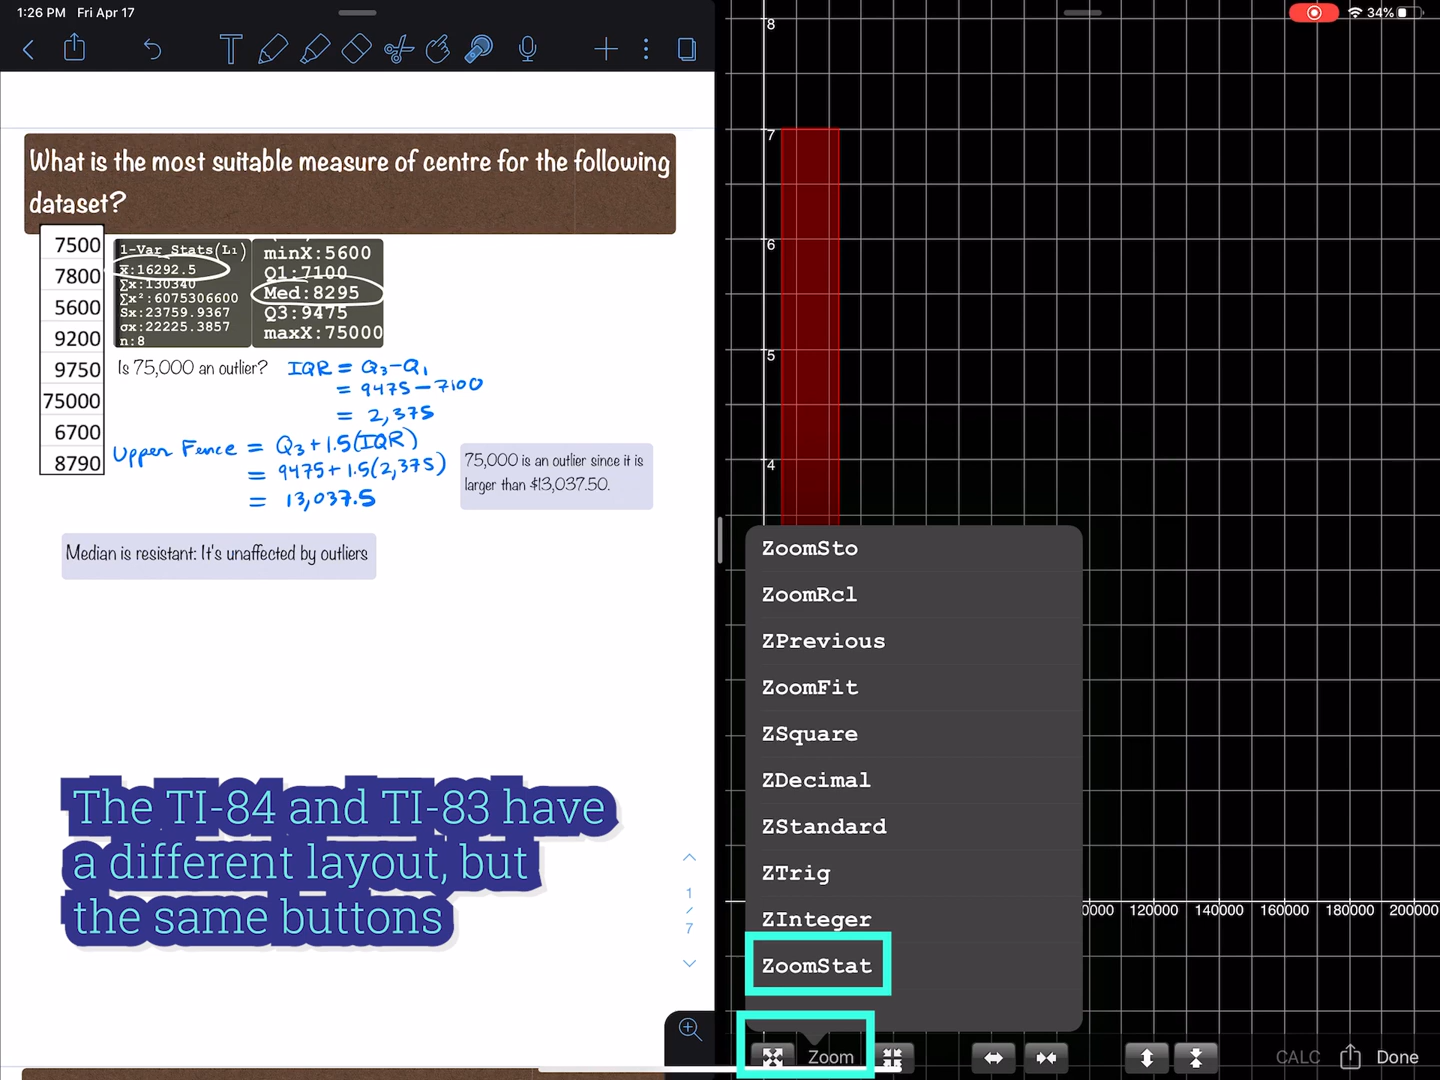 1:26 PM Fri Apr 17
34%
What is the most suitable measure of centre for the following
dataset?
7500
7800
5600
9200
9750
75000
6700
8790
1-Var Stats(L₁)
x̄:16292.5
∑x:130340
∑x²:6075306600
Sx:23759.9367
σx:22225.3857
n:8
minX:5600
Q1:7100
Med:8295
Q3:9475
maxX:75000
Is 75,000 an outlier?
IQR = Q₃-Q₁
= 9475-7100
= 2,375
Upper Fence = Q₃+1.5(IQR)
= 9475+1.5(2,375)
= 13,037.5
75,000 is an outlier since it is
larger than $13,037.50.
Median is resistant: It's unaffected by outliers
The TI-84 and TI-83 have
a different layout, but
the same buttons
1
/
7
8
7
6
5
4
ZoomSto
ZoomRcl
ZPrevious
ZoomFit
ZSquare
ZDecimal
ZStandard
ZTrig
ZInteger
ZoomStat
0000 120000 140000 160000 180000 200000
Zoom
CALC
Done